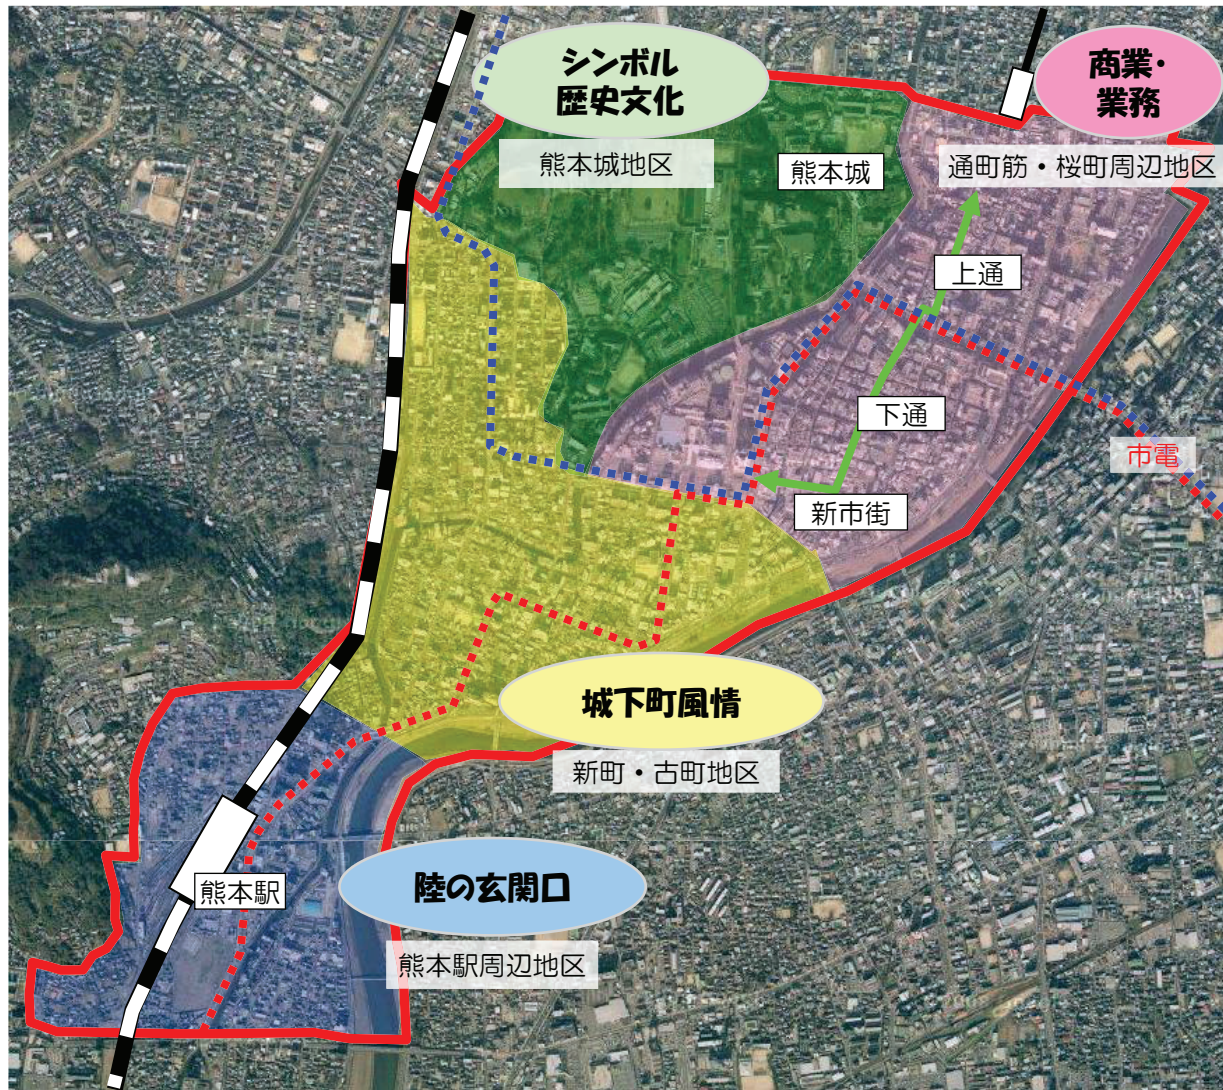 シンボル
歴史文化
商業・
業務
熊本城地区
熊本城
通町筋・桜町周辺地区
上通
下通
市電
新市街
城下町風情
新町・古町地区
熊本駅
陸の玄関口
熊本駅周辺地区